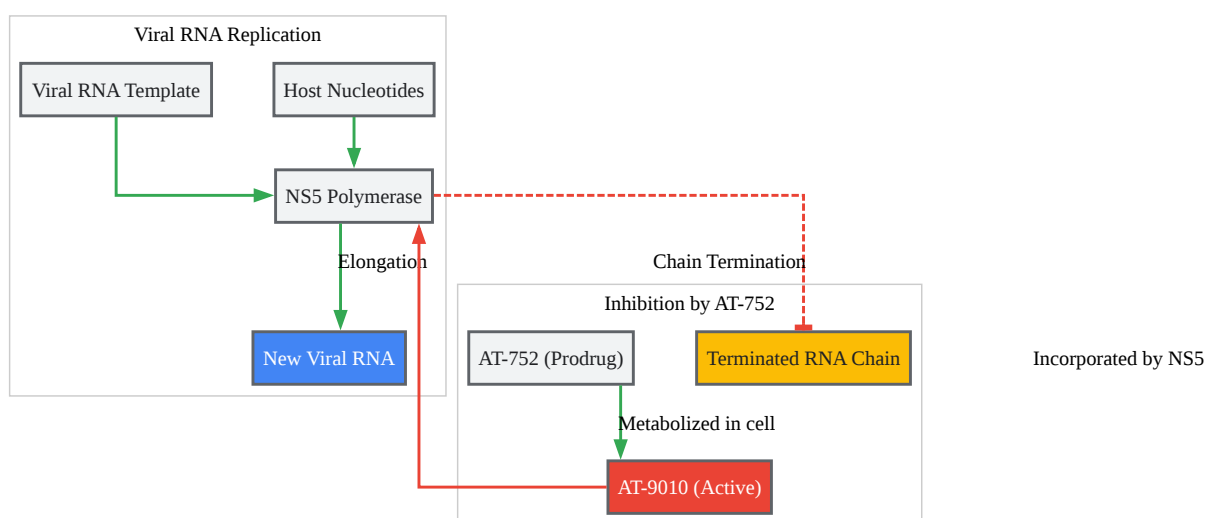 Viral RNA Replication
Viral RNA Template
Host Nucleotides
NS5 Polymerase
Elongation
Chain Termination
Inhibition by AT-752
New Viral RNA
AT-752 (Prodrug)
Terminated RNA Chain
Incorporated by NS5
Metabolized in cell
AT-9010 (Active)